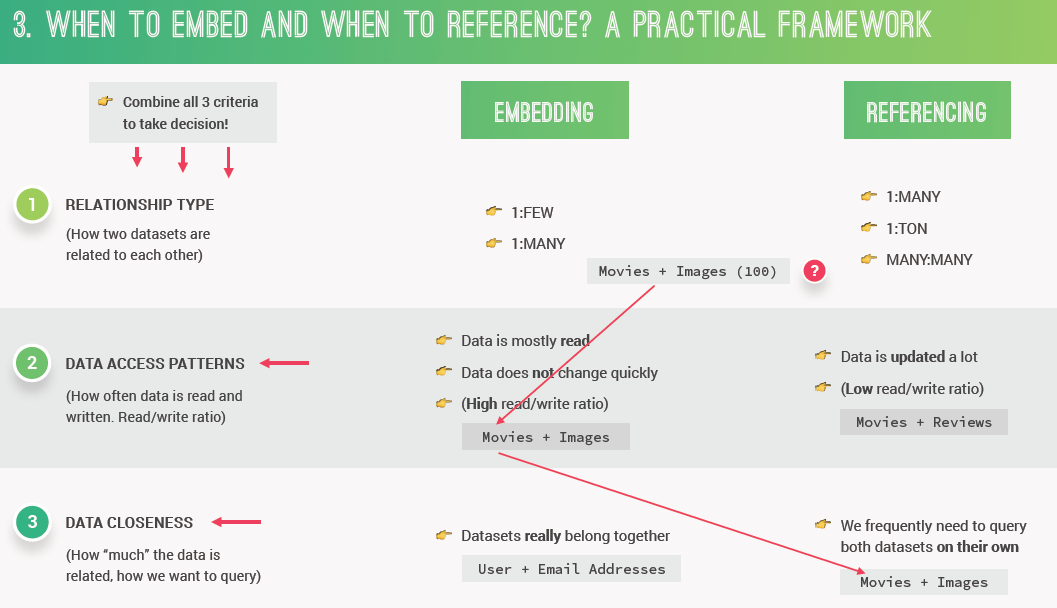 3. WHEN TO EMBED AND WHEN TO REFERENCE? A PRACTICAL FRAMEWORK
Combine all 3 criteria
to take decision!
EMBEDDING
REFERENCING
1
RELATIONSHIP TYPE
(How two datasets are
related to each other)
1:FEW
1:MANY
Movies + Images (100)
?
1:MANY
1:TON
MANY:MANY
2
DATA ACCESS PATTERNS
(How often data is read and
written. Read/write ratio)
Data is mostly read
Data does not change quickly
(High read/write ratio)
Movies + Images
Data is updated a lot
(Low read/write ratio)
Movies + Reviews
3
DATA CLOSENESS
(How “much” the data is
related, how we want to query)
Datasets really belong together
User + Email Addresses
We frequently need to query
both datasets on their own
Movies + Images